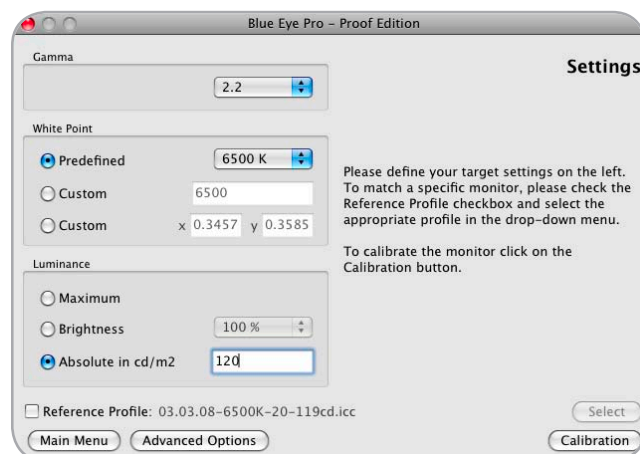 Blue Eye Pro – Proof Edition
Gamma
2.2
White Point
Predefined
6500 K
Custom
6500
Custom
x 0.3457 y 0.3585
Luminance
Maximum
Brightness
100 %
Absolute in cd/m2
120
Settings
Please define your target settings on the left.
To match a specific monitor, please check the
Reference Profile checkbox and select the
appropriate profile in the drop-down menu.
To calibrate the monitor click on the
Calibration button.
Reference Profile: 03.03.08-6500K-20-119cd.icc
Select
Main Menu
Advanced Options
Calibration